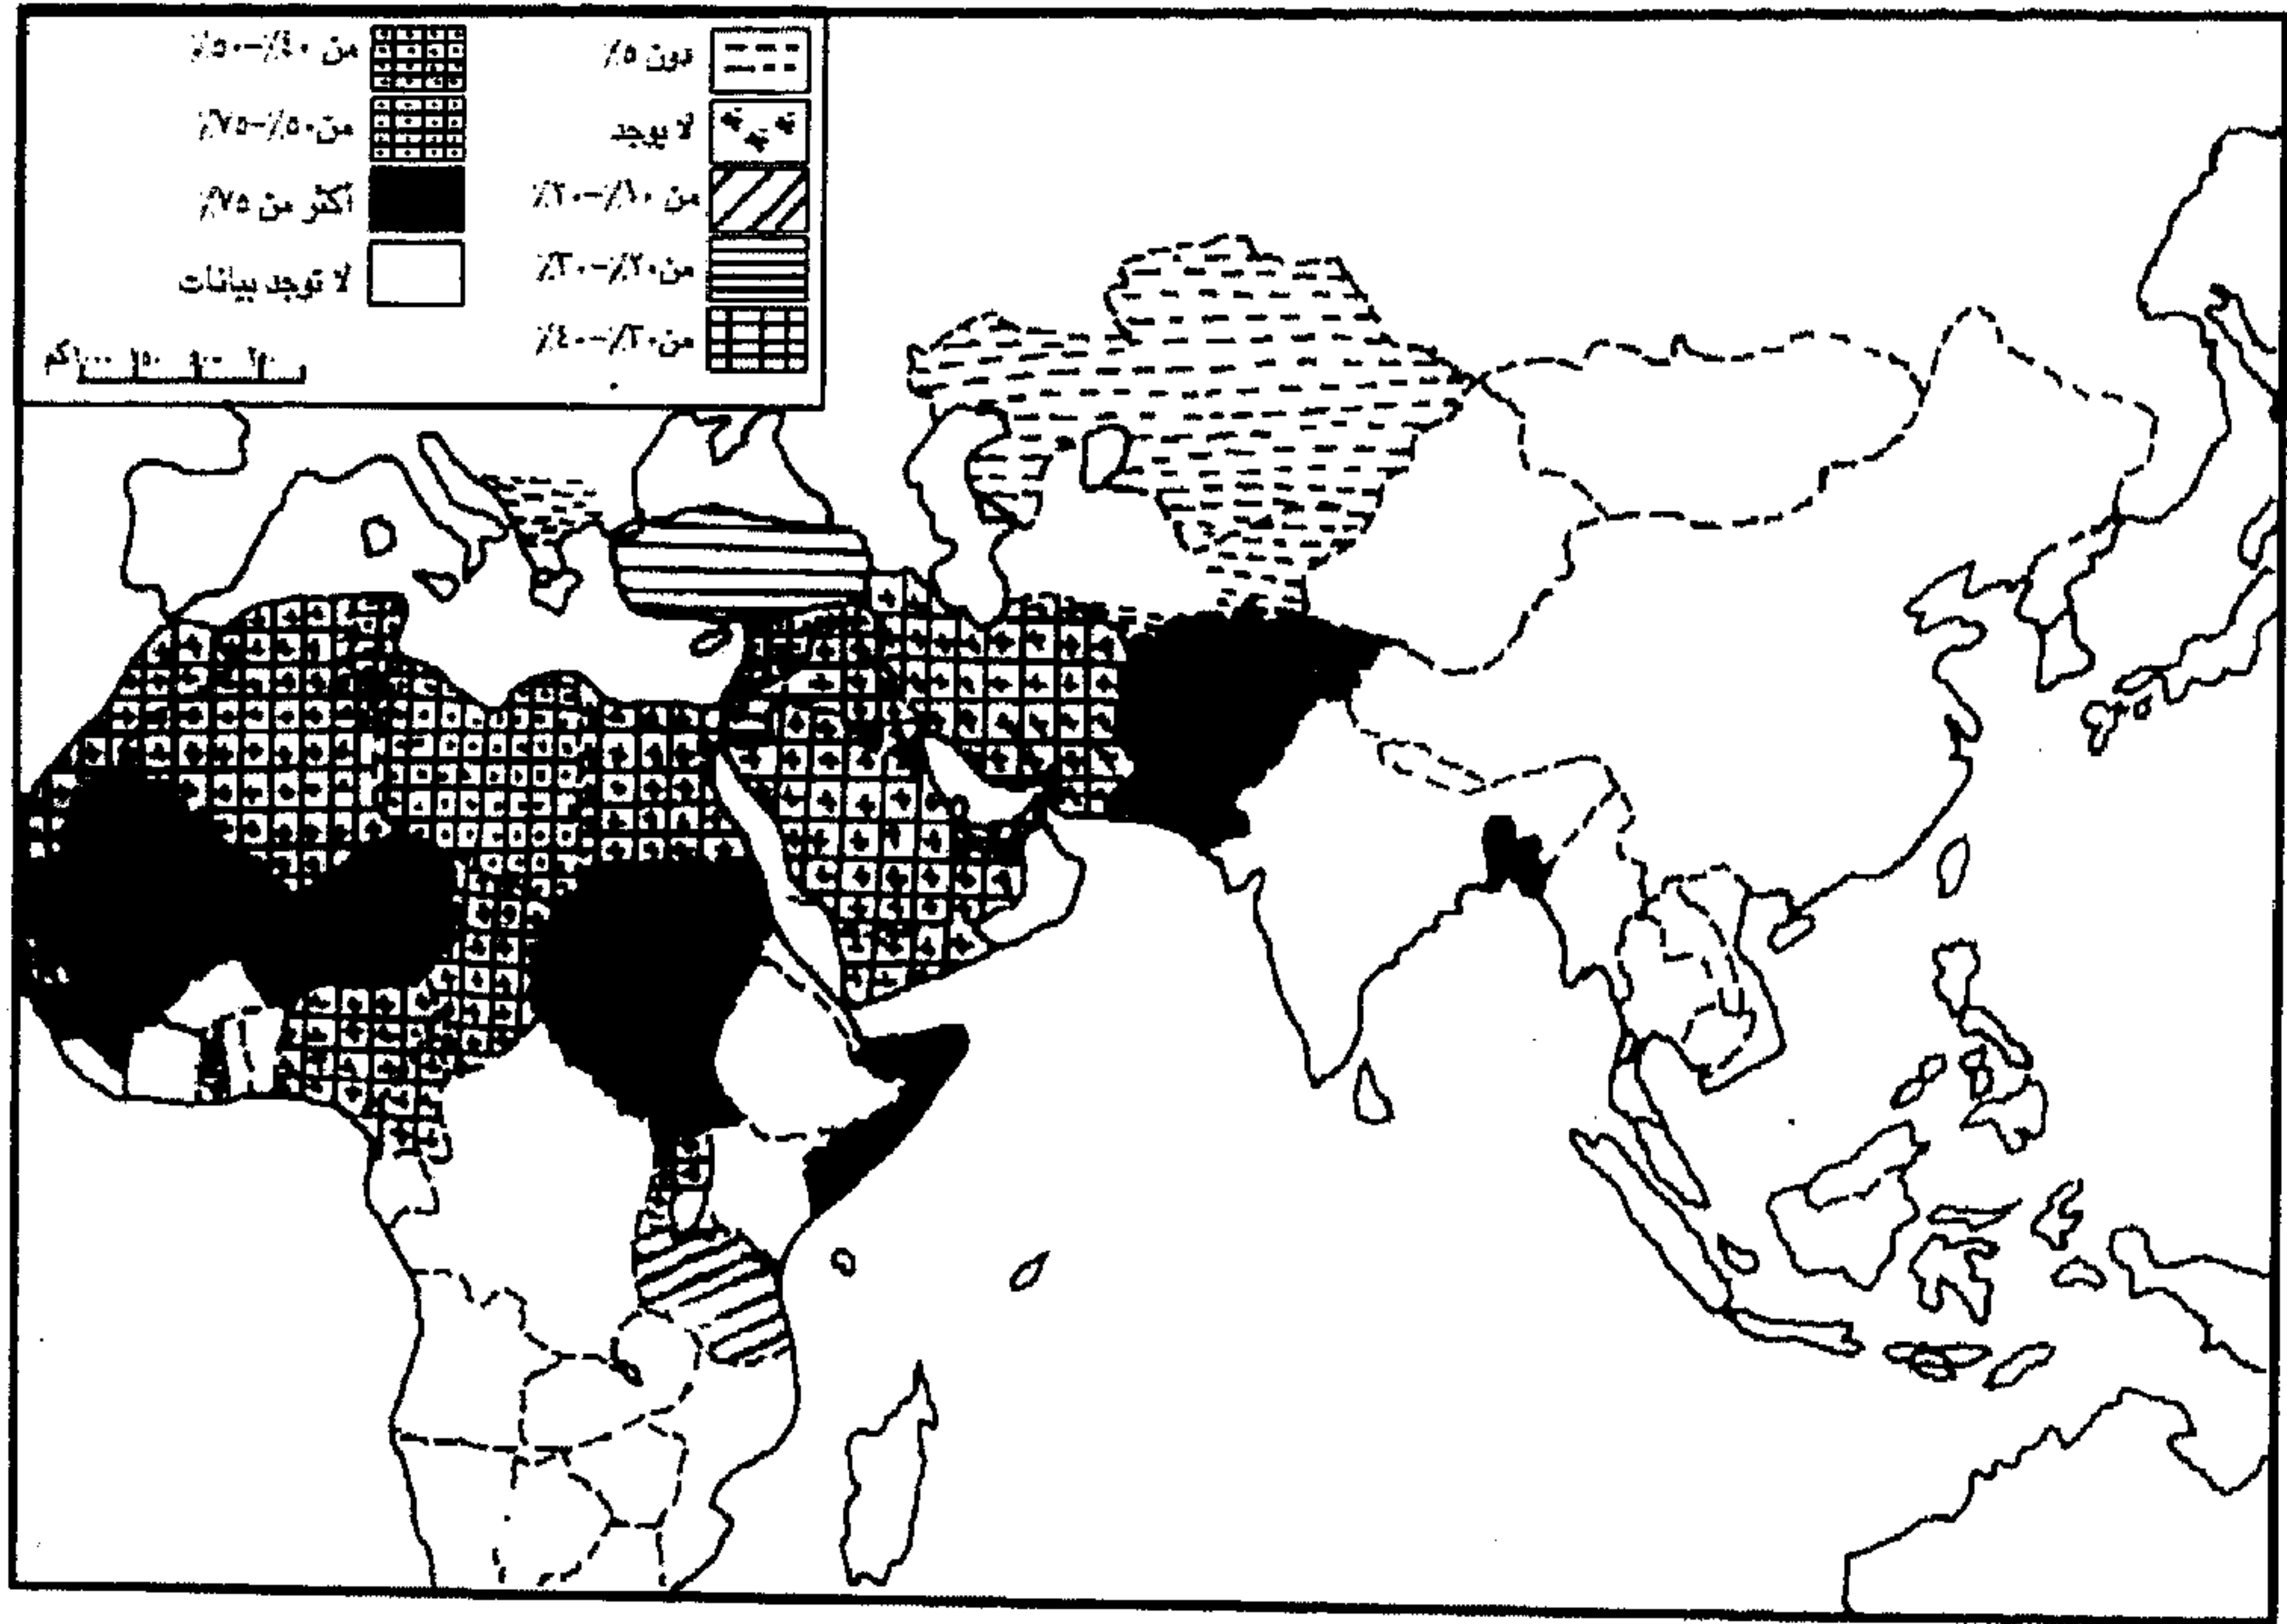 دون ٥٪
لا يوجد
من ١٠٪-٢٠٪
من ٢٠٪-٣٠٪
من ٣٠٪-٤٠٪
من ٤٠٪-٥٠٪
من ٥٠٪-٧٥٪
أكثر من ٧٥٪
لا توجد بيانات
كم